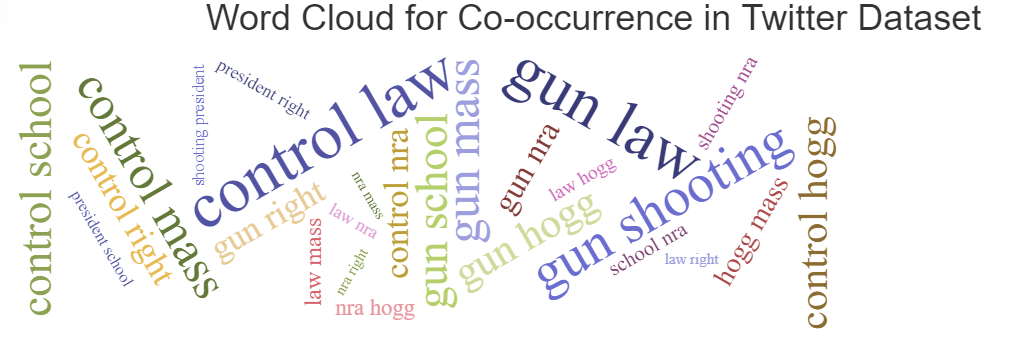 Word Cloud for Co-occurrence in Twitter Dataset
control school
control mass
control right
president school
shooting president
president right
control law
gun right
law mass
nra mass
law nra
nra right
nra hogg
control nra
gun school
gun mass
gun law
gun nra
law hogg
gun hogg
gun shooting
school nra
law right
shooting nra
hogg mass
control hogg